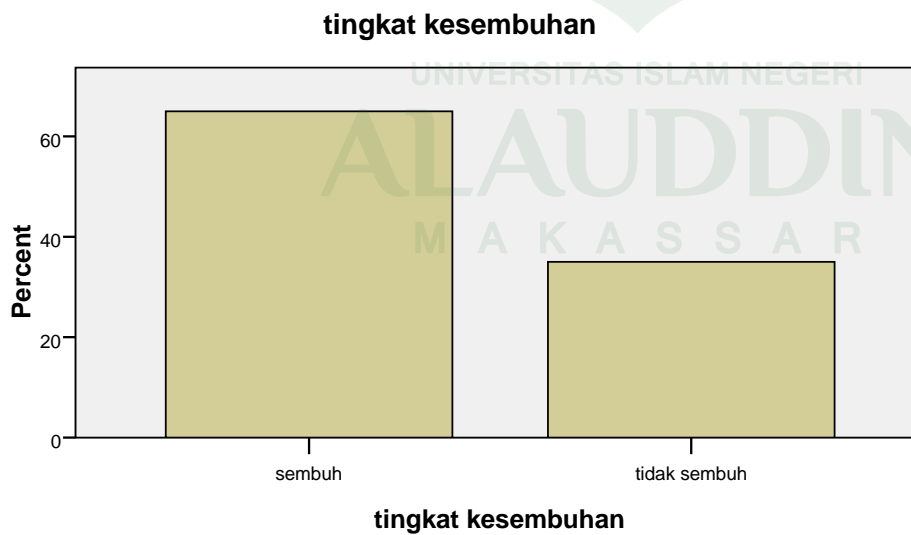 tingkat kesembuhan
UNIVERSITAS ISLAM NEGERI
ALAUDDIN
MAKASSAR
60
40
20
0
Percent
sembuh
tidak sembuh
tingkat kesembuhan